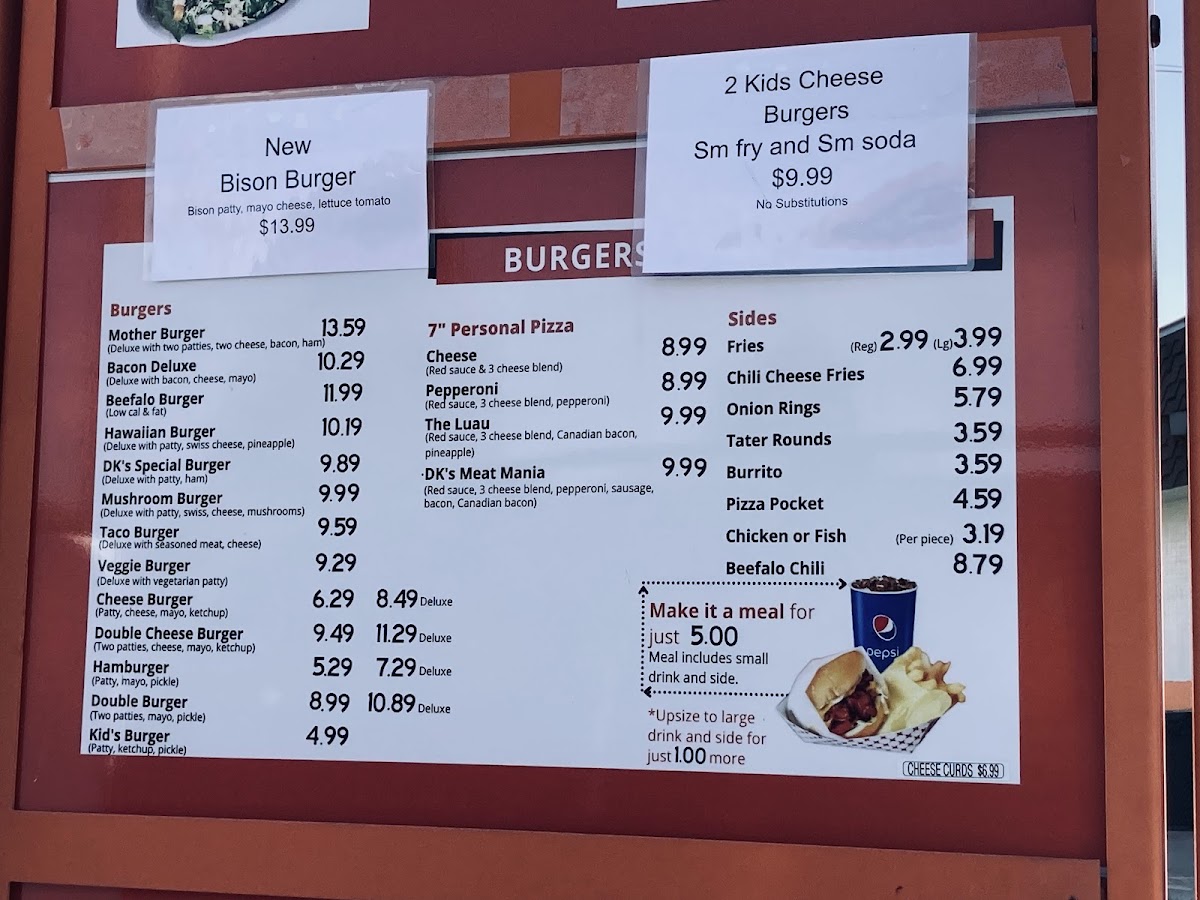 New
Bison Burger
Bison patty, mayo cheese, lettuce tomato
$13.99
2 Kids Cheese
Burgers
Sm fry and Sm soda
$9.99
No Substitutions
BURGERS
Burgers
Mother Burger 13.59
(Deluxe with two patties, two cheese, bacon, ham)
Bacon Deluxe 10.29
(Deluxe with bacon, cheese, mayo)
Beefalo Burger 11.99
(Low cal & fat)
Hawaiian Burger 10.19
(Deluxe with patty, swiss cheese, pineapple)
DK's Special Burger 9.89
(Deluxe with patty, ham)
Mushroom Burger 9.99
(Deluxe with patty, swiss, cheese, mushrooms)
Taco Burger 9.59
(Deluxe with seasoned meat, cheese)
Veggie Burger 9.29
(Deluxe with vegetarian patty)
Cheese Burger 6.29 8.49 Deluxe
(Patty, cheese, mayo, ketchup)
Double Cheese Burger 9.49 11.29 Deluxe
(Two patties, cheese, mayo, ketchup)
Hamburger 5.29 7.29 Deluxe
(Patty, mayo, pickle)
Double Burger 8.99 10.89 Deluxe
(Two patties, mayo, pickle)
Kid's Burger 4.99
(Patty, ketchup, pickle)
7" Personal Pizza
Cheese 8.99
(Red sauce & 3 cheese blend)
Pepperoni 8.99
(Red sauce, 3 cheese blend, pepperoni)
The Luau 9.99
(Red sauce, 3 cheese blend, Canadian bacon,
pineapple)
·DK's Meat Mania 9.99
(Red sauce, 3 cheese blend, pepperoni, sausage,
bacon, Canadian bacon)
Sides
Fries (Reg) 2.99 (Lg) 3.99
Chili Cheese Fries 6.99
Onion Rings 5.79
Tater Rounds 3.59
Burrito 3.59
Pizza Pocket 4.59
Chicken or Fish (Per piece) 3.19
Beefalo Chili 8.79
Make it a meal for
just 5.00
Meal includes small
drink and side.
*Upsize to large
drink and side for
just 1.00 more
pepsi
CHEESE CURDS $6.99